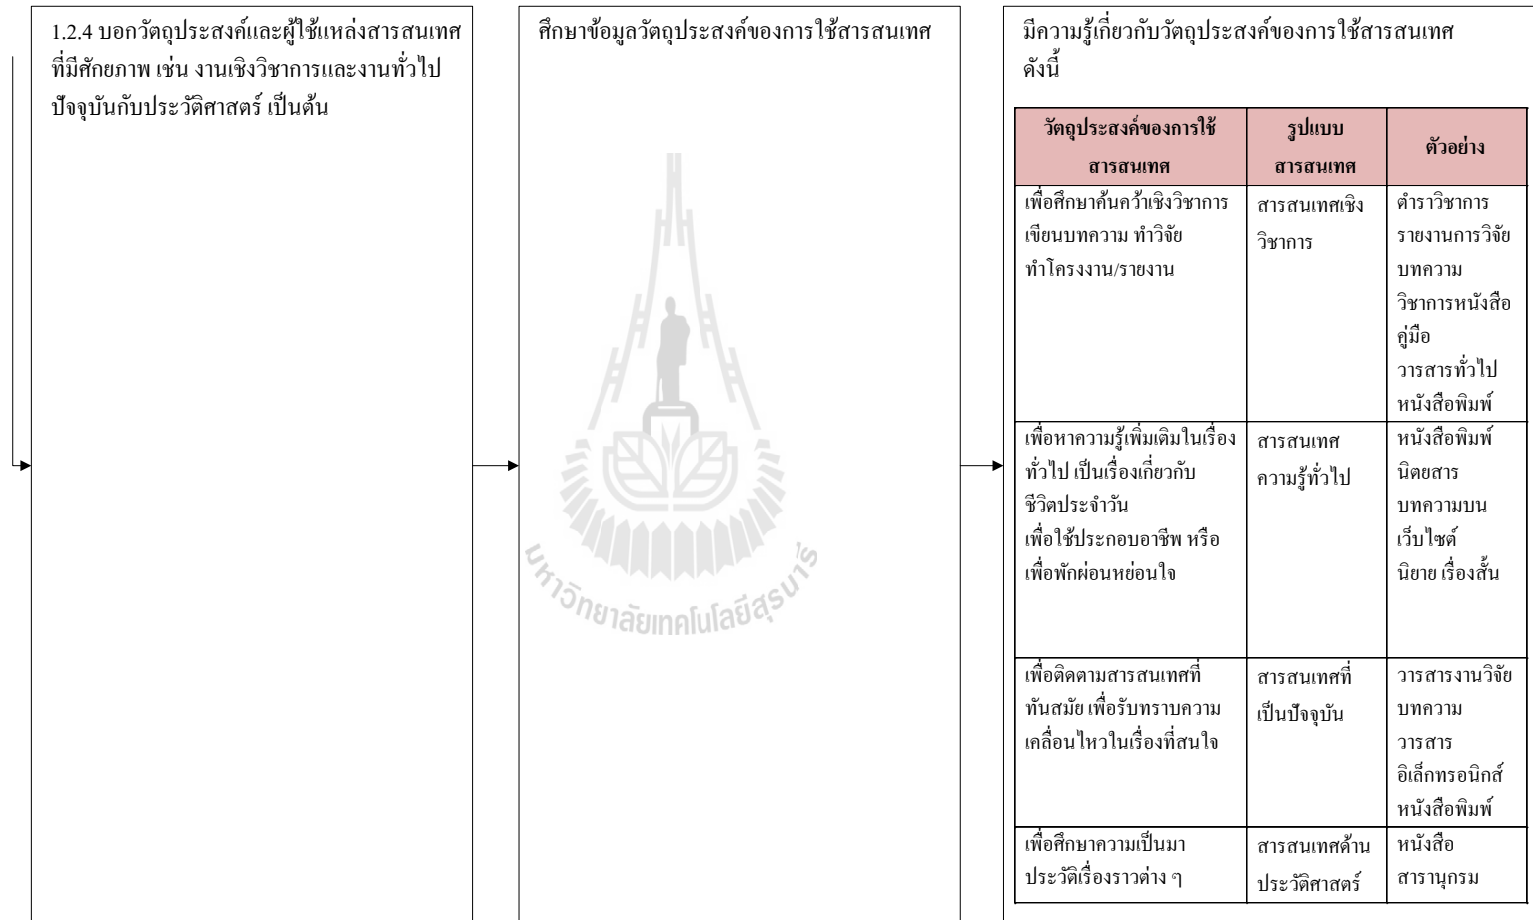 1.2.4 บอกวัตถุประสงค์และผู้ใช้แหล่งสารสนเทศ
ที่มีศักยภาพ เช่น งานเชิงวิชาการและงานทั่วไป
ปัจจุบันกับประวัติศาสตร์ เป็นต้น
ศึกษาข้อมูลวัตถุประสงค์ของการใช้สารสนเทศ
มีความรู้เกี่ยวกับวัตถุประสงค์ของการใช้สารสนเทศ
ดังนี้
วัตถุประสงค์ของการใช้
สารสนเทศ
รูปแบบ
สารสนเทศ
ตัวอย่าง
เพื่อศึกษาค้นคว้าเชิงวิชาการ
เขียนบทความ ทำวิจัย
ทำโครงงาน/รายงาน
สารสนเทศเชิง
วิชาการ
ตำราวิชาการ
รายงานการวิจัย
บทความ
วิชาการหนังสือ
คู่มือ
วารสารทั่วไป
หนังสือพิมพ์
เพื่อหาความรู้เพิ่มเติมในเรื่อง
ทั่วไป เป็นเรื่องเกี่ยวกับ
ชีวิตประจำวัน
เพื่อใช้ประกอบอาชีพ หรือ
เพื่อพักผ่อนหย่อนใจ
สารสนเทศ
ความรู้ทั่วไป
หนังสือพิมพ์
นิตยสาร
บทความบน
เว็บไซต์
นิยาย เรื่องสั้น
เพื่อติดตามสารสนเทศที่
ทันสมัย เพื่อรับทราบความ
เคลื่อนไหวในเรื่องที่สนใจ
สารสนเทศที่
เป็นปัจจุบัน
วารสารงานวิจัย
บทความ
วารสาร
อิเล็กทรอนิกส์
หนังสือพิมพ์
เพื่อศึกษาความเป็นมา
ประวัติเรื่องราวต่าง ๆ
สารสนเทศด้าน
ประวัติศาสตร์
หนังสือ
สารานุกรม
มหาวิทยาลัยเทคโนโลยีสุรนารี